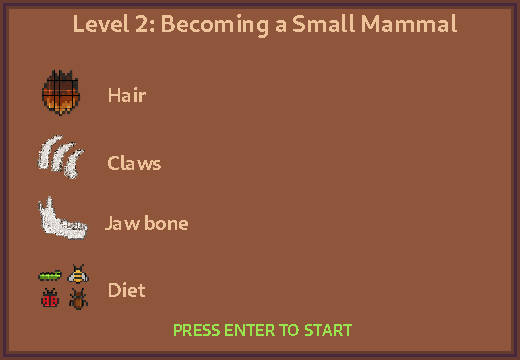 Level 2: Becoming a Small Mammal
Hair
Claws
Jaw bone
Diet
PRESS ENTER TO START